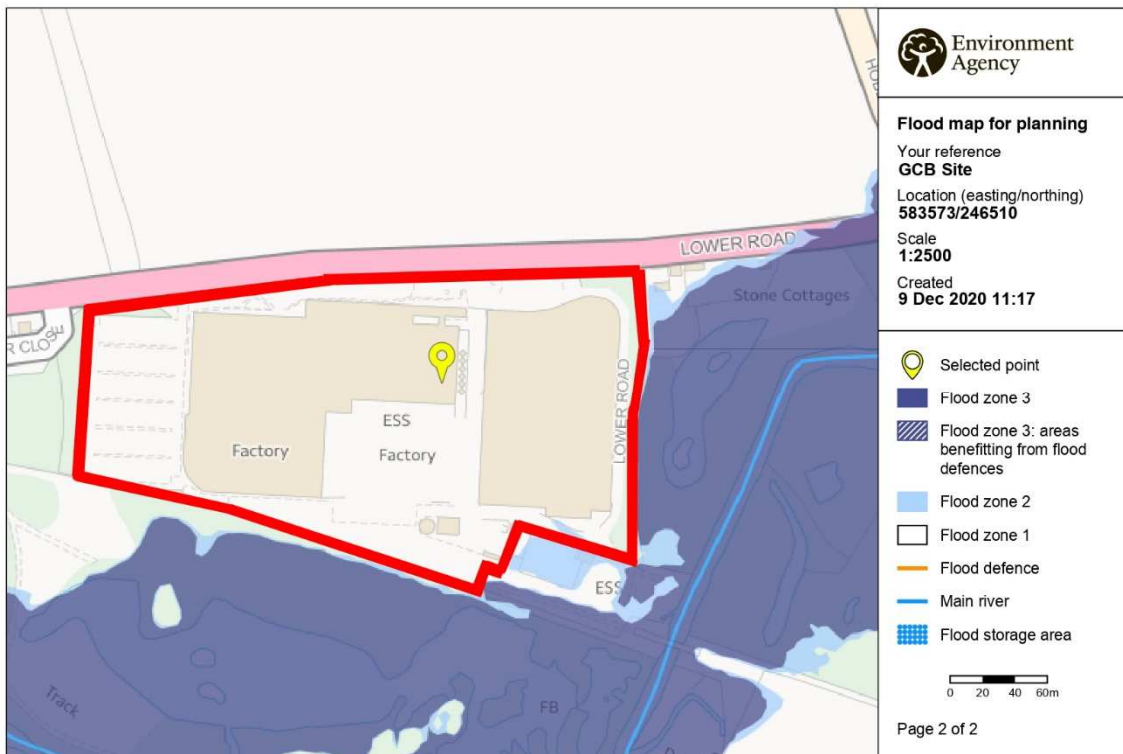 HOD
LOWER ROAD
Stone Cottages
R CLOSE
ESS
Factory
Factory
LOWER ROAD
ESS
Track
FB
Environment
Agency
Flood map for planning
Your reference
GCB Site
Location (easting/northing)
583573/246510
Scale
1:2500
Created
9 Dec 2020 11:17
Selected point
Flood zone 3
Flood zone 3: areas
benefitting from flood
defences
Flood zone 2
Flood zone 1
Flood defence
Main river
Flood storage area
0 20 40 60m
Page 2 of 2